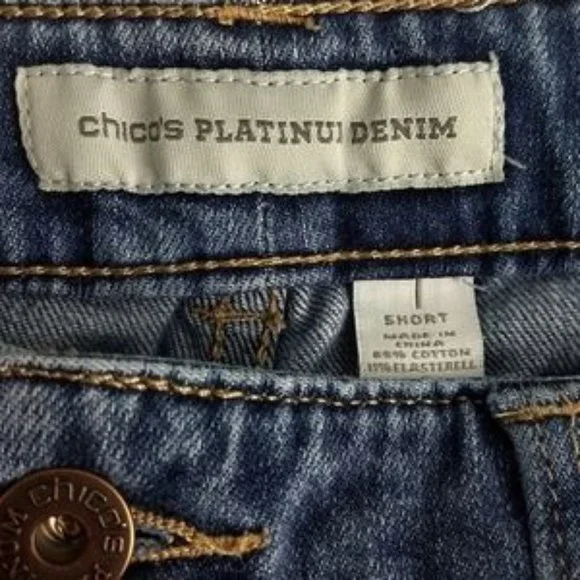 chico's PLATINUM DENIM
SHORT
MADE IN
CHINA
89% COTTON
11% ELASTERELL
chico's